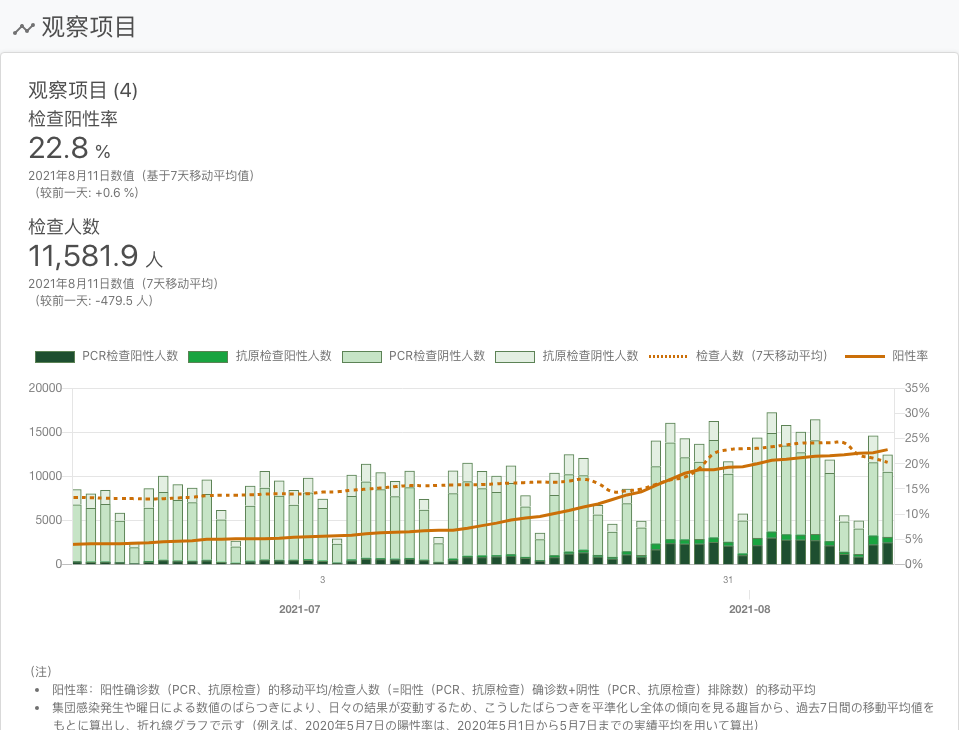 观察项目
观察项目 (4)
检查阳性率
22.8 %
2021年8月11日数值（基于7天移动平均值）
（较前一天: +0.6 %）
检查人数
11,581.9 人
2021年8月11日数值（7天移动平均）
（较前一天: -479.5 人）
PCR检查阳性人数 抗原检查阳性人数 PCR检查阴性人数 抗原检查阴性人数 检查人数（7天移动平均） 阳性率
20000 35%
30%
15000
25%
10000 20%
15%
5000 10%
5%
0 0%
3 31
2021-07 2021-08
（注）
• 阳性率：阳性确诊数（PCR、抗原检查）的移动平均/检查人数（=阳性（PCR、抗原检查）确诊数+阴性（PCR、抗原检查）排除数）的移动平均
• 集団感染発生や曜日による数値のばらつきにより、日々の結果が変動するため、こうしたばらつきを平準化し全体の傾向を見る趣旨から、過去7日間の移動平均値を
もとに算出し、折れ線グラフで示す（例えば、2020年5月7日の陽性率は、2020年5月1日から5月7日までの実績平均を用いて算出）